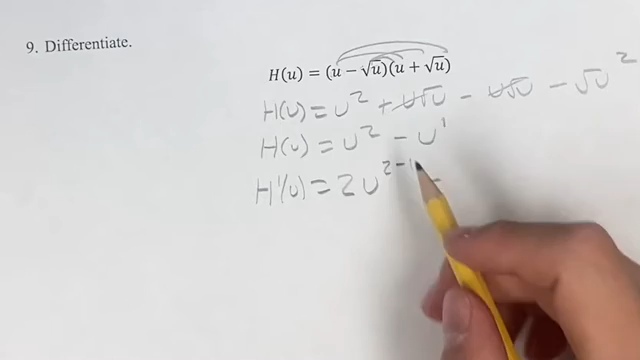 9. Differentiate.
H(u) = (u − √u)(u + √u)
H(u) = u² + u√u − u√u − √u²
H(u) = u² − u¹
H'(u) = 2u²⁻¹ −